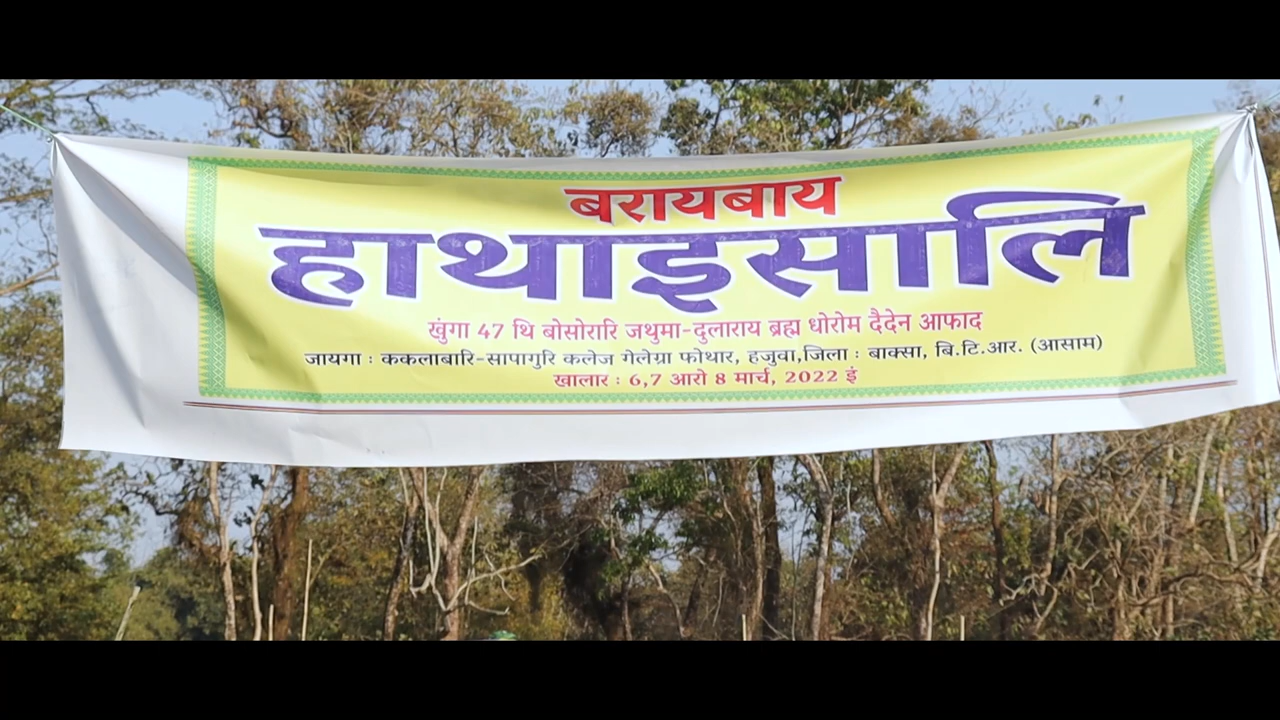 बरायबाय
हाथाइसालि
खुंगा 47 थि बोसोरारि जथुमा-दुलाराय ब्रह्म धोरोम दैदेन आफाद
जायगा : ककलाबारि-सापागुरि कलेज गेलेग्रा फोथार, हजुवा,जिला : बाक्सा, बि.टि.आर. (आसाम)
खालार : 6,7 आरो 8 मार्च, 2022 इं